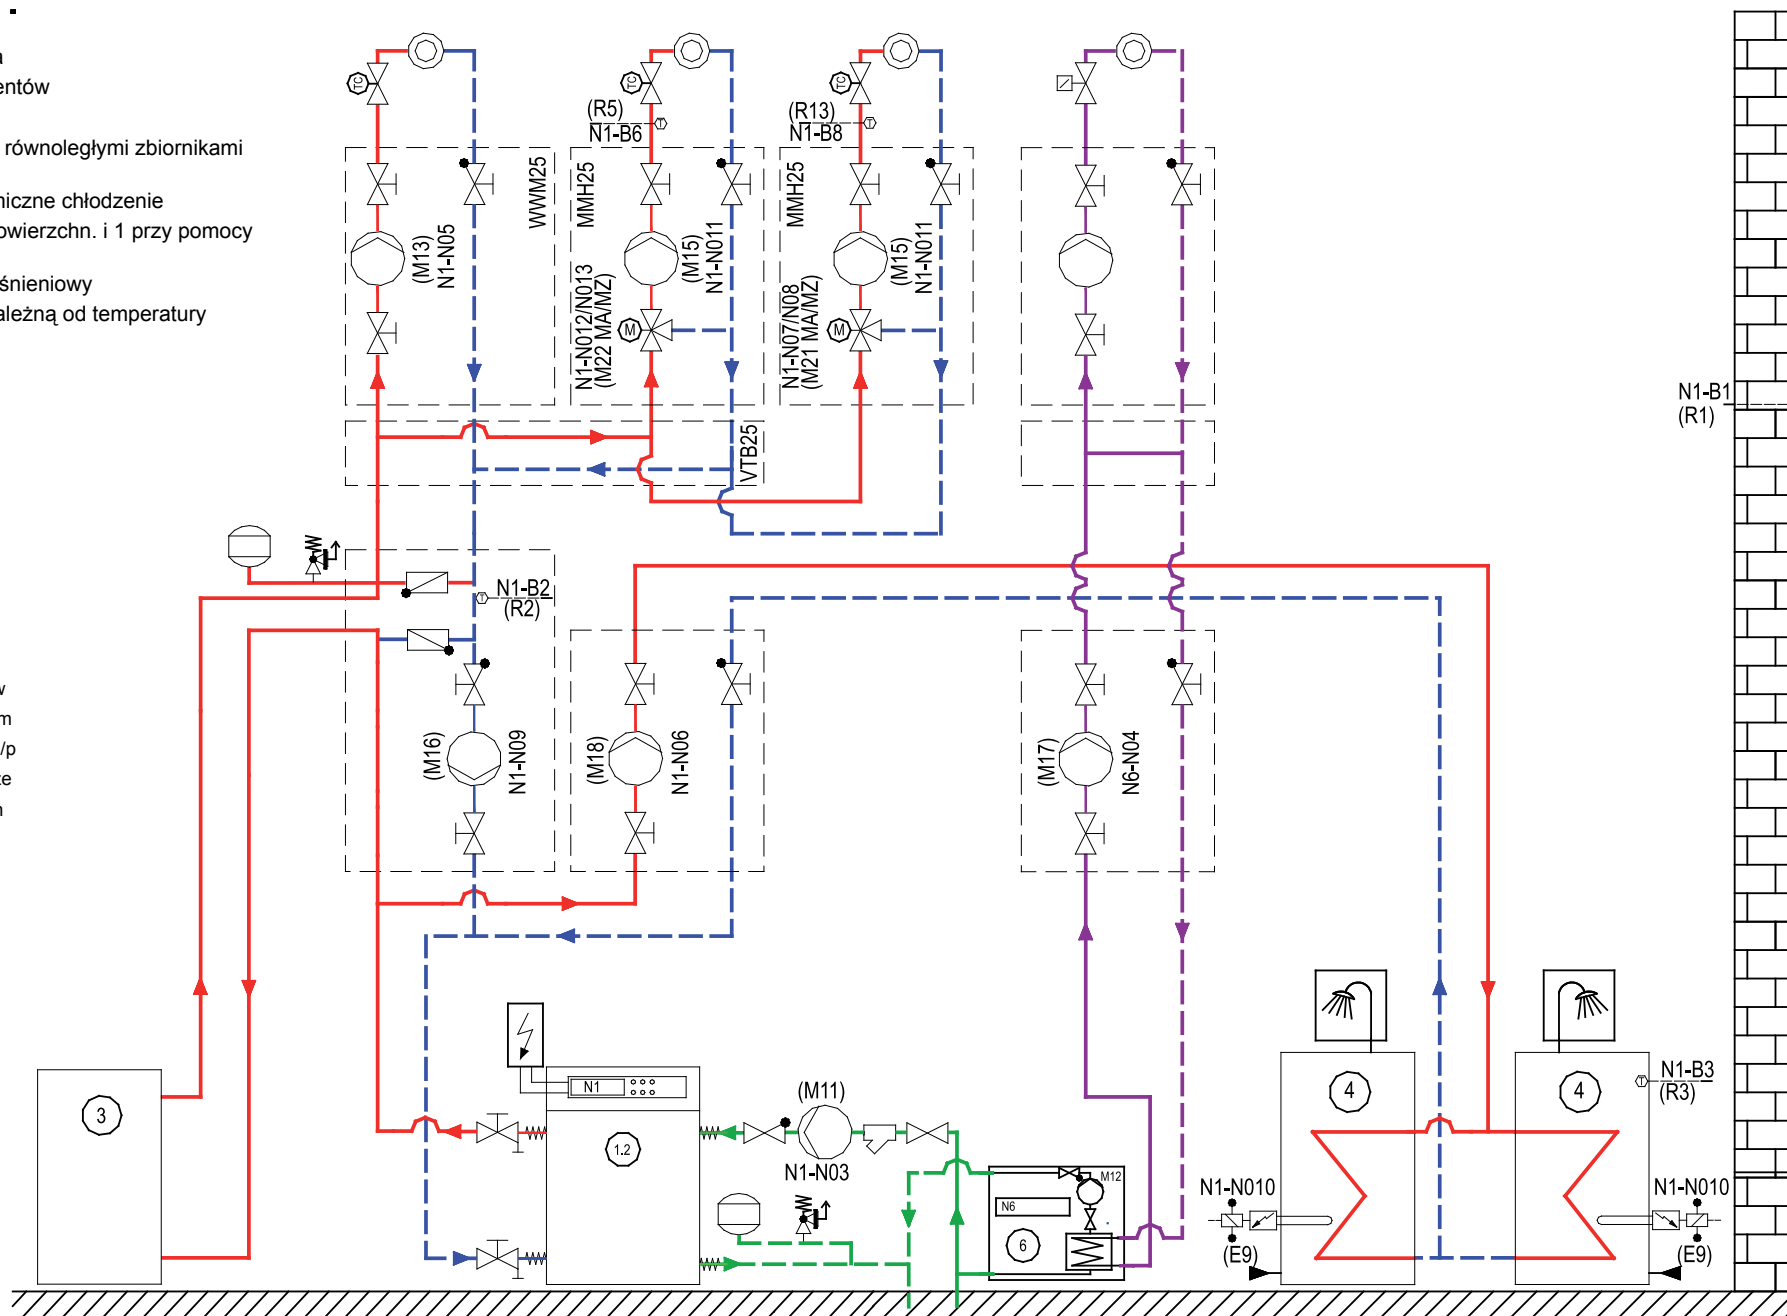 entów
równoległymi zbiornikami
niczne chłodzenie
owierzchn. i 1 przy pomocy
śnieniowy
ależną od temperatury
w
m
/p
te
TC
TC
TC
(R5)
N1-B6
T
(R13)
N1-B8
T
WWM25
MMH25
MMH25
(M13)
N1-N05
(M15)
N1-N011
(M15)
N1-N011
N1-N012/N013
(M22 MA/MZ)
M
N1-N07/N08
(M21 MA/MZ)
M
VTB25
N1-B1
(R1)
T
N1-B2
(R2)
(M16)
N1-N09
(M18)
N1-N06
(M17)
N6-N04
3
N1
1.2
(M11)
N1-N03
M12
N6
6
4
4
T
N1-B3
(R3)
N1-N010
(E9)
N1-N010
(E9)